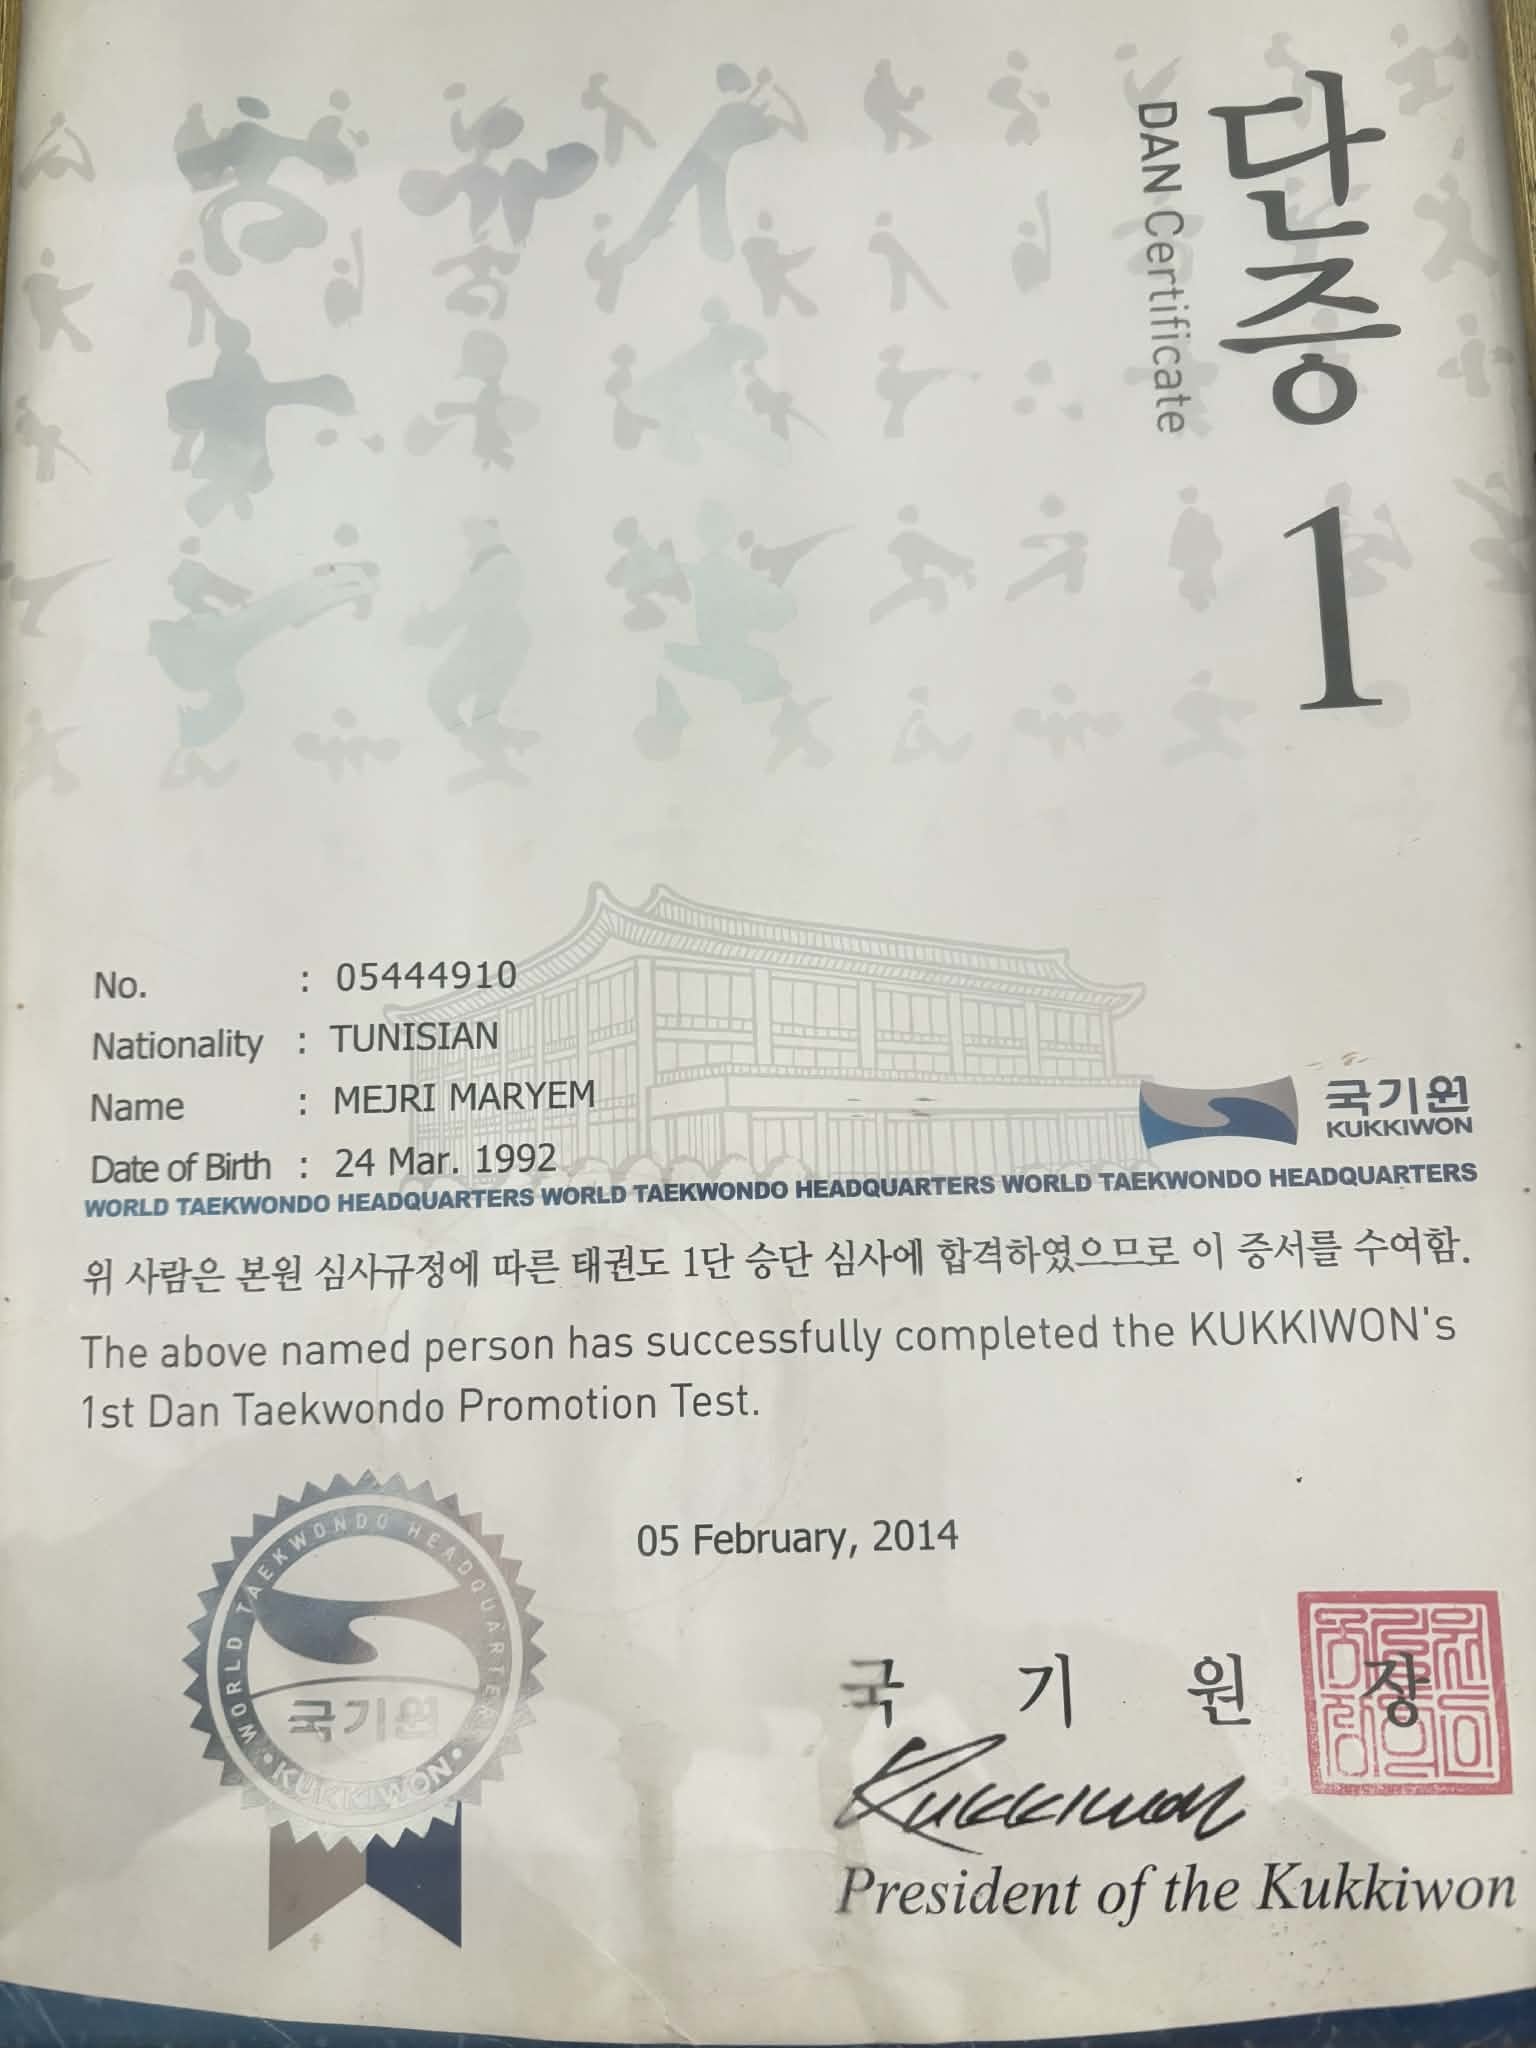 단증
DAN Certificate
1
No. : 05444910
Nationality : TUNISIAN
Name : MEJRI MARYEM
Date of Birth : 24 Mar. 1992
국기원
KUKKIWON
WORLD TAEKWONDO HEADQUARTERS WORLD TAEKWONDO HEADQUARTERS WORLD TAEKWONDO HEADQUARTERS
위 사람은 본원 심사규정에 따른 태권도 1단 승단 심사에 합격하였으므로 이 증서를 수여함.
The above named person has successfully completed the KUKKIWON's
1st Dan Taekwondo Promotion Test.
05 February, 2014
WORLD TAEKWONDO HEADQUARTERS
국기원
KUKKIWON
국 기 원 장
Kukkiwon
President of the Kukkiwon